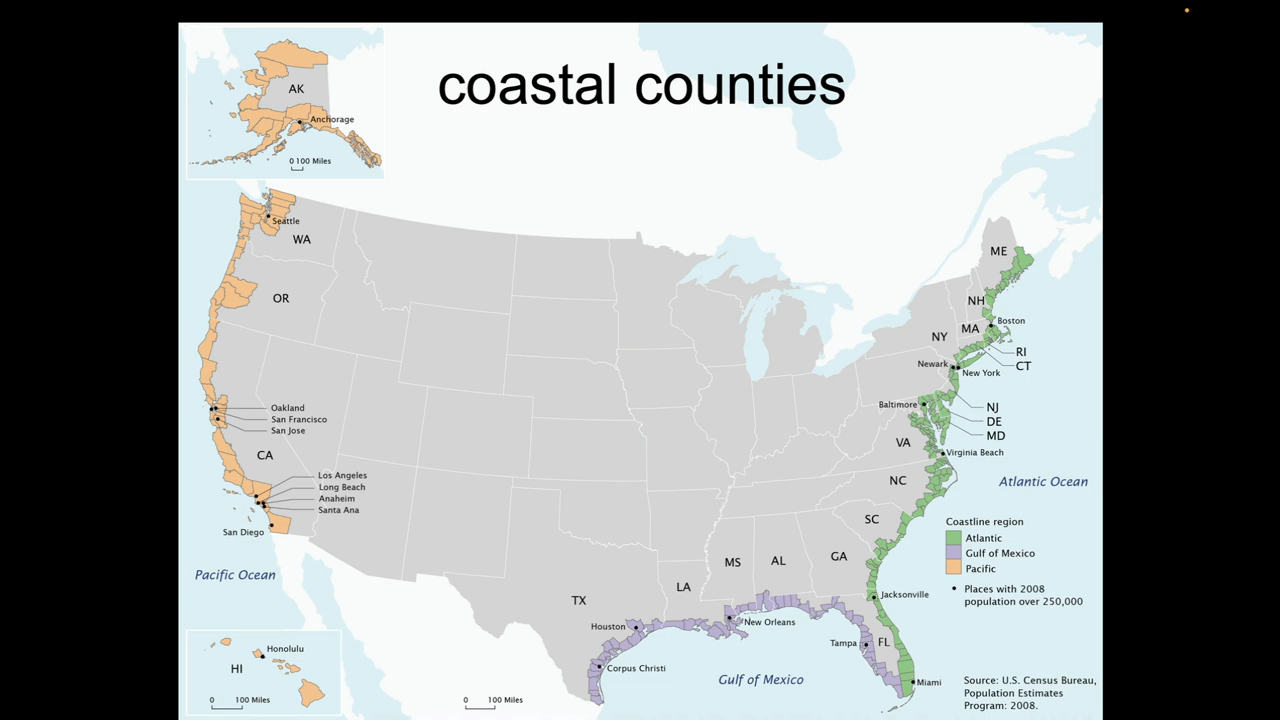 coastal counties
AK
Anchorage
0 100 Miles
Seattle
WA
OR
Oakland
San Francisco
San Jose
CA
Los Angeles
Long Beach
Anaheim
Santa Ana
San Diego
Pacific Ocean
ME
NH
Boston
MA
NY
RI
CT
Newark
New York
Baltimore
NJ
DE
MD
VA
Virginia Beach
NC
Atlantic Ocean
SC
MS
AL
GA
LA
TX
Jacksonville
Houston
New Orleans
Tampa
FL
Corpus Christi
Gulf of Mexico
Miami
0 100 Miles
Honolulu
HI
0 100 Miles
Coastline region
Atlantic
Gulf of Mexico
Pacific
Places with 2008
population over 250,000
Source: U.S. Census Bureau,
Population Estimates
Program: 2008.